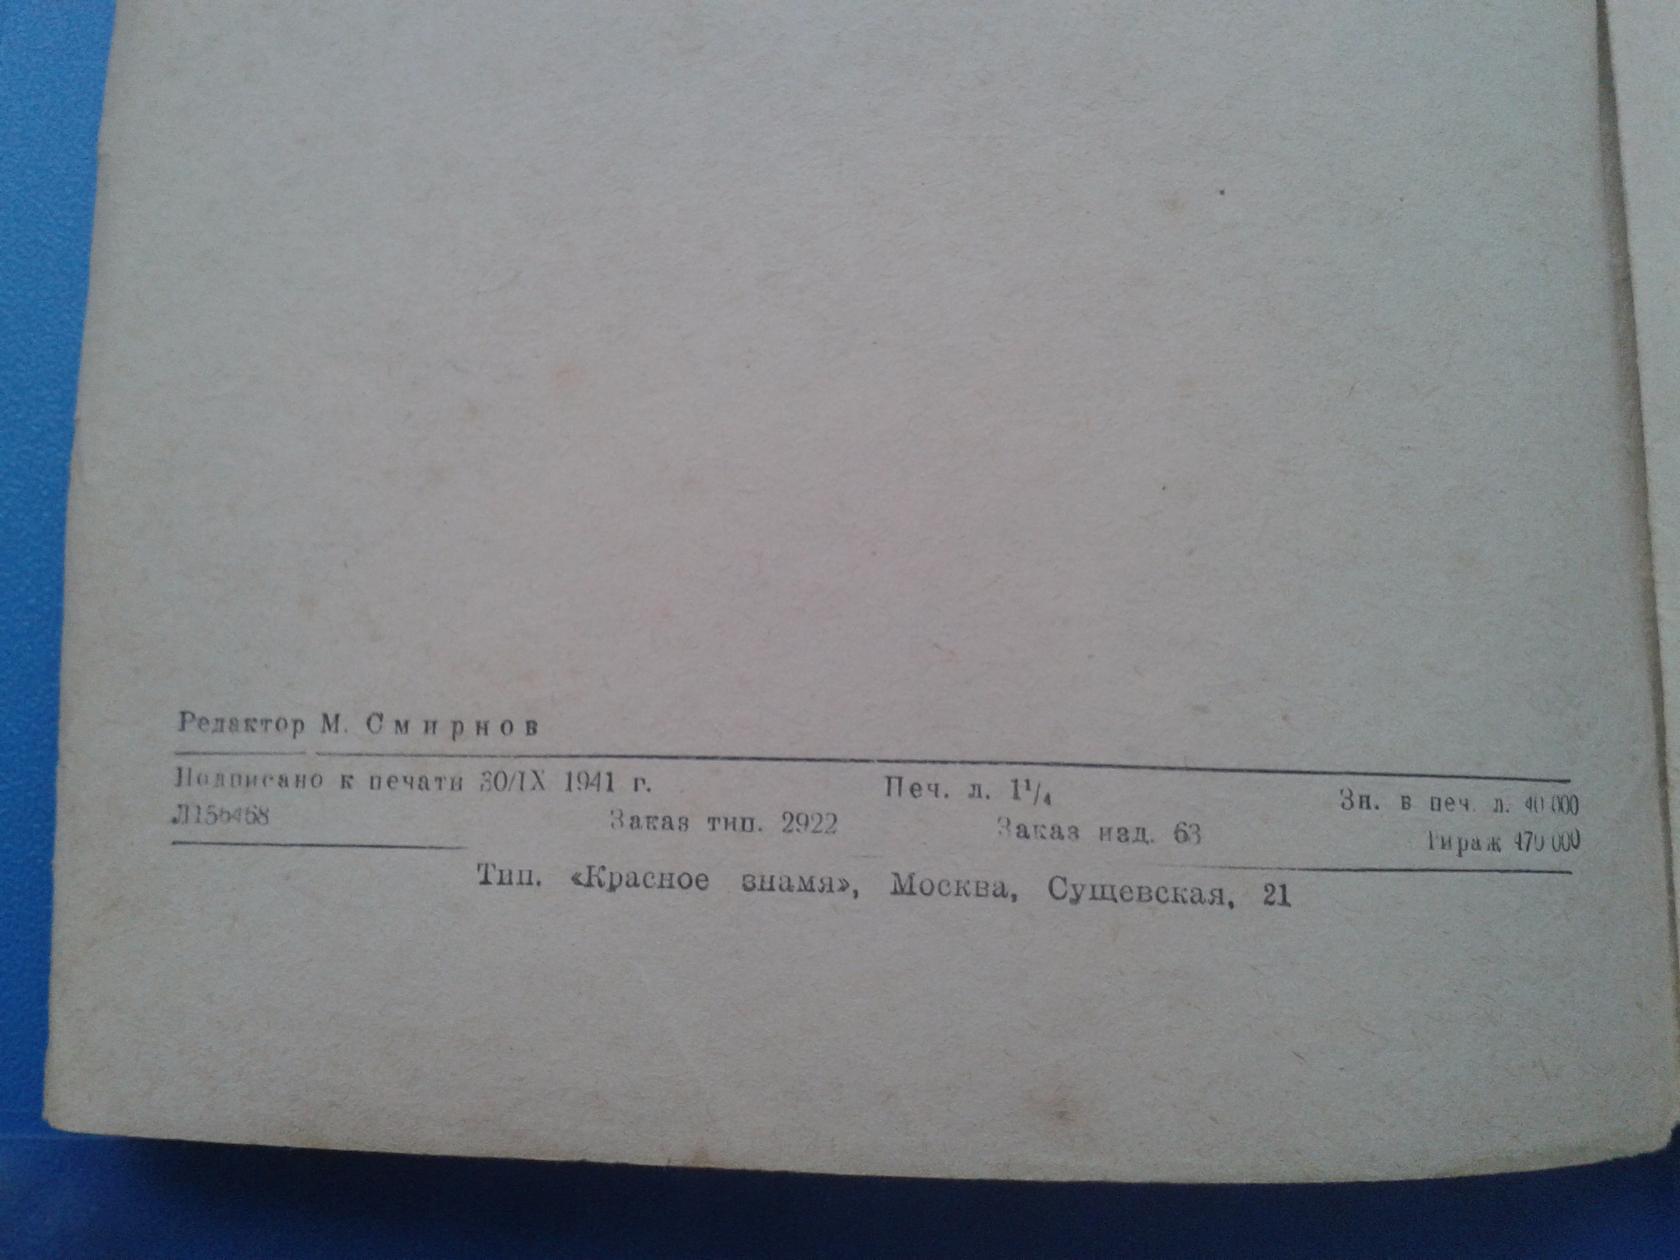 Редактор М. Смирнов
Подписано к печати 30/IX 1941 г. Печ. л. 1¹/₄ Зн. в печ. л. 40 000
Заказ тип. 2922 Заказ изд. 63 Тираж 470 000
Тип. «Красное знамя», Москва, Сущевская, 21